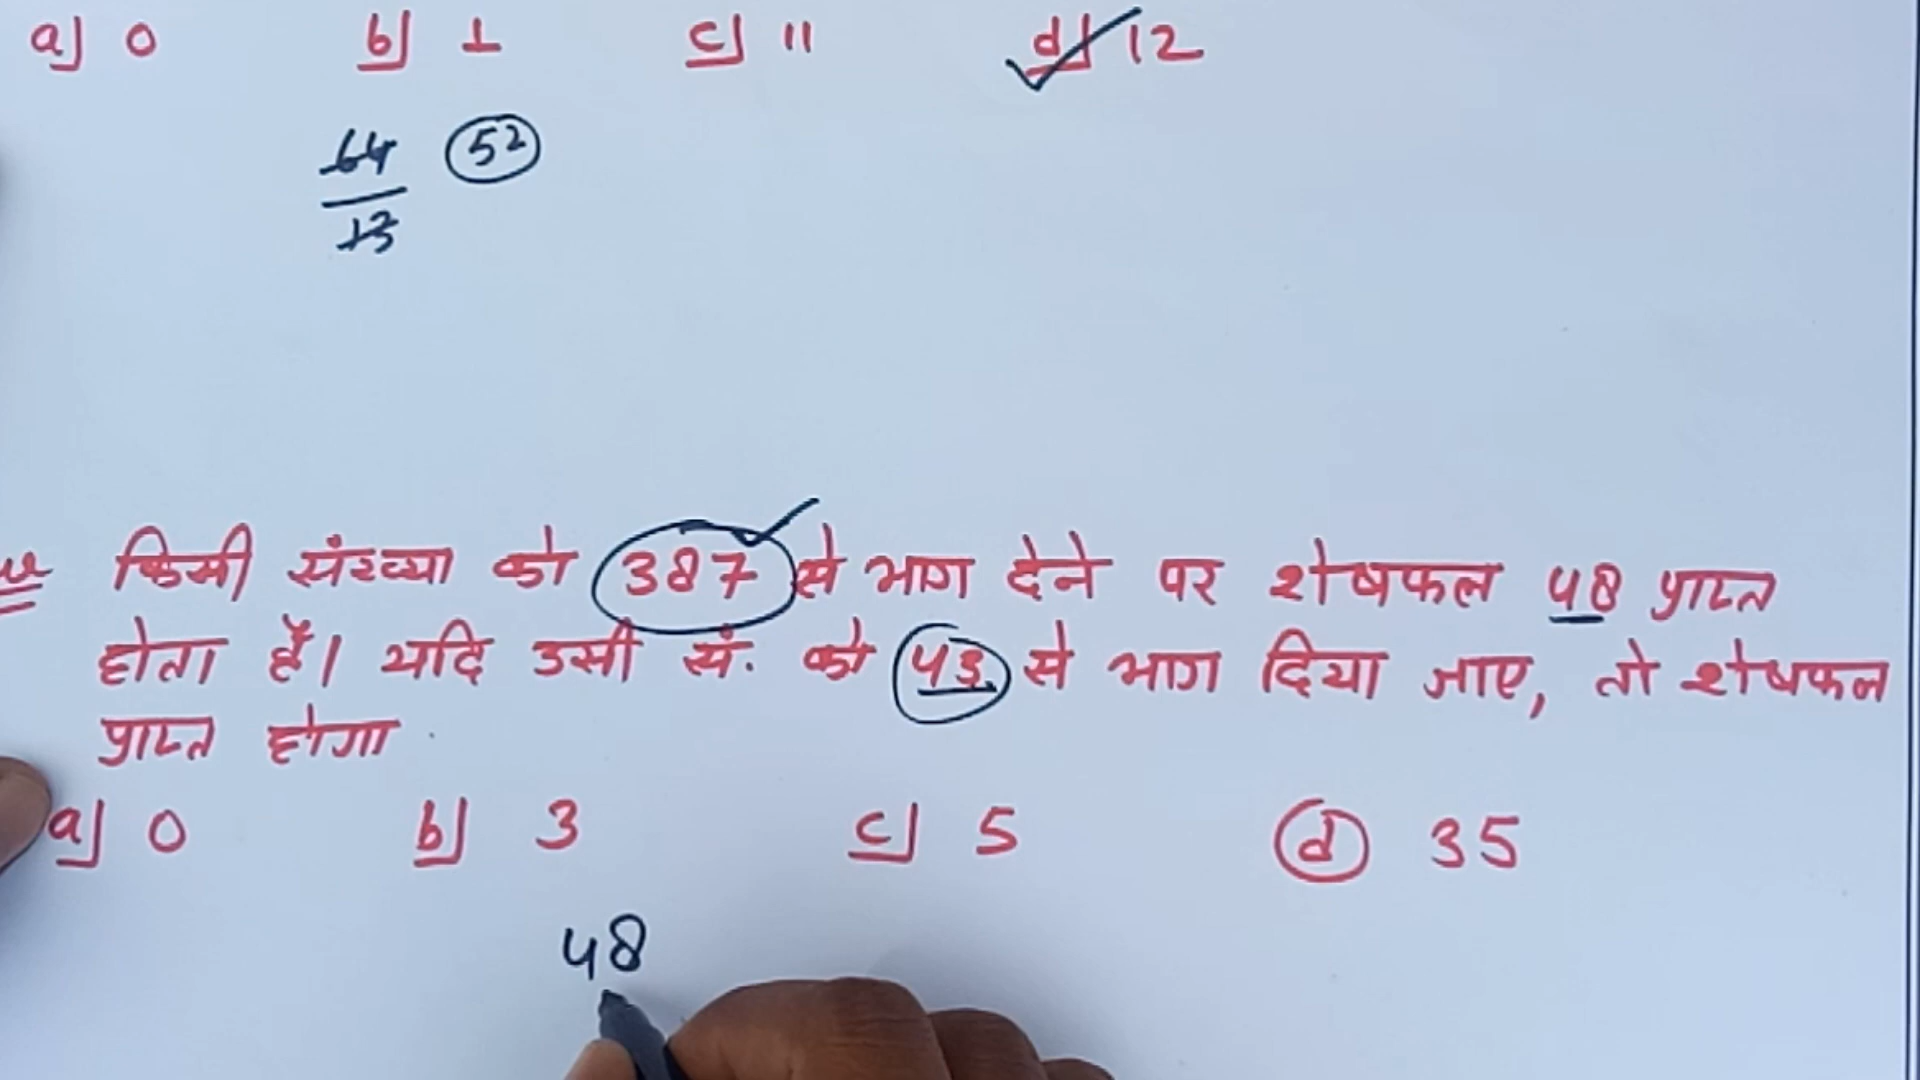 a] 0 b] 1 c] 11 d] 12
64 52
13
किसी संख्या को 387 से भाग देने पर शेषफल 48 प्राप्त
होता है। यदि उसी सं. को 43 से भाग दिया जाए, तो शेषफल
प्राप्त होगा
a] 0 b] 3 c] 5 d 35
48